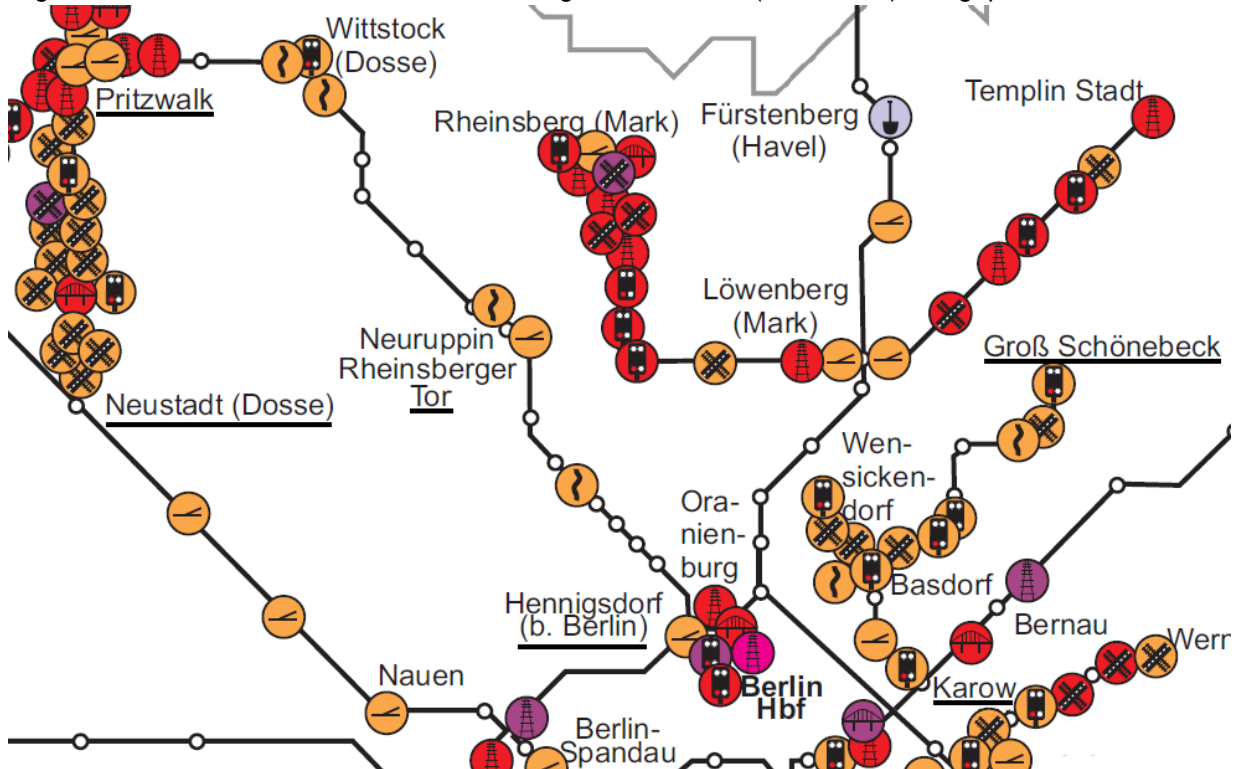 Wittstock
(Dosse)
Pritzwalk
Rheinsberg (Mark)
Fürstenberg
(Havel)
Templin Stadt
Löwenberg
(Mark)
Neuruppin
Rheinsberger
Tor
Groß Schönebeck
Neustadt (Dosse)
Wen-
sicken-
dorf
Ora-
nien-
burg
Basdorf
Hennigsdorf
(b. Berlin)
Bernau
Wern
Nauen
Karow
Berlin
Hbf
Berlin-
Spandau